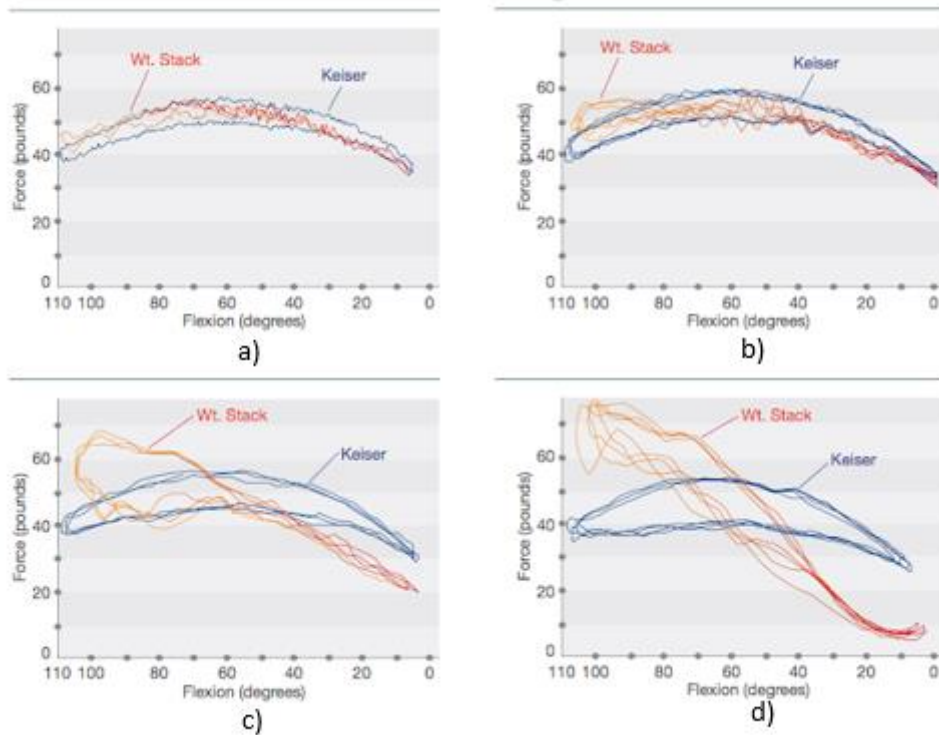 Wt. Stack
Keiser
Force (pounds)
60
40
20
0
110 100 80 60 40 20 0
Flexion (degrees)
a)
Wt. Stack
Keiser
Force (pounds)
60
40
20
0
110 100 80 60 40 20 0
Flexion (degrees)
b)
Wt. Stack
Keiser
Force (pounds)
60
40
20
0
110 100 80 60 40 20 0
Flexion (degrees)
c)
Wt. Stack
Keiser
Force (pounds)
60
40
20
0
110 100 80 60 40 20 0
Flexion (degrees)
d)